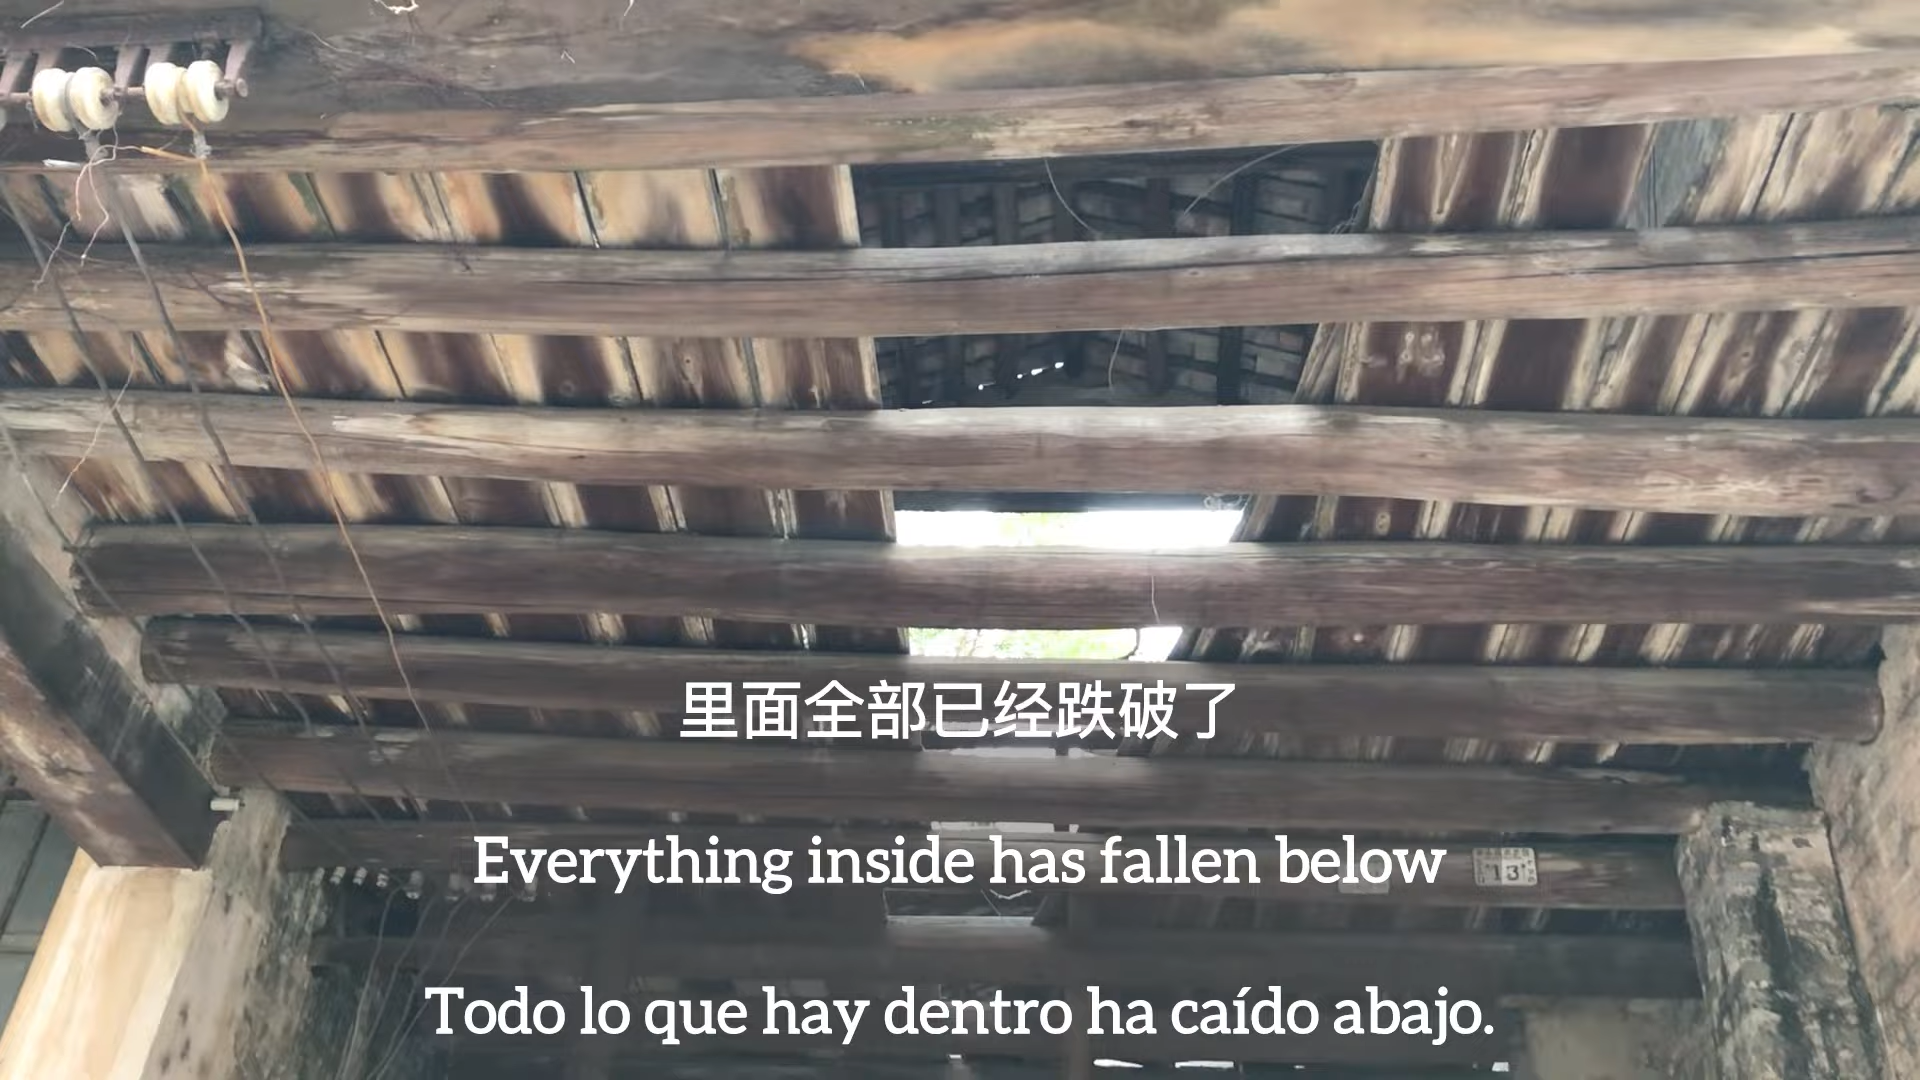 里面全部已经跌破了
Everything inside has fallen below
13
Todo lo que hay dentro ha caído abajo.